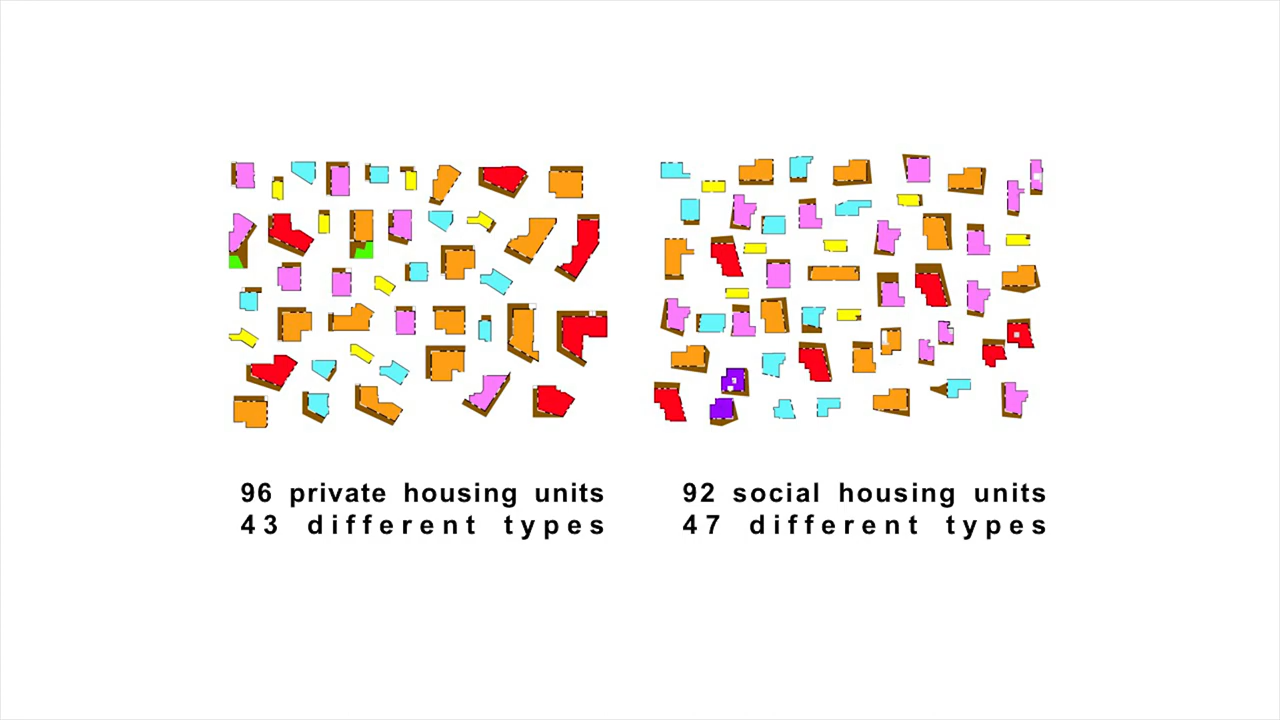 96 private housing units
43 different types
92 social housing units
47 different types